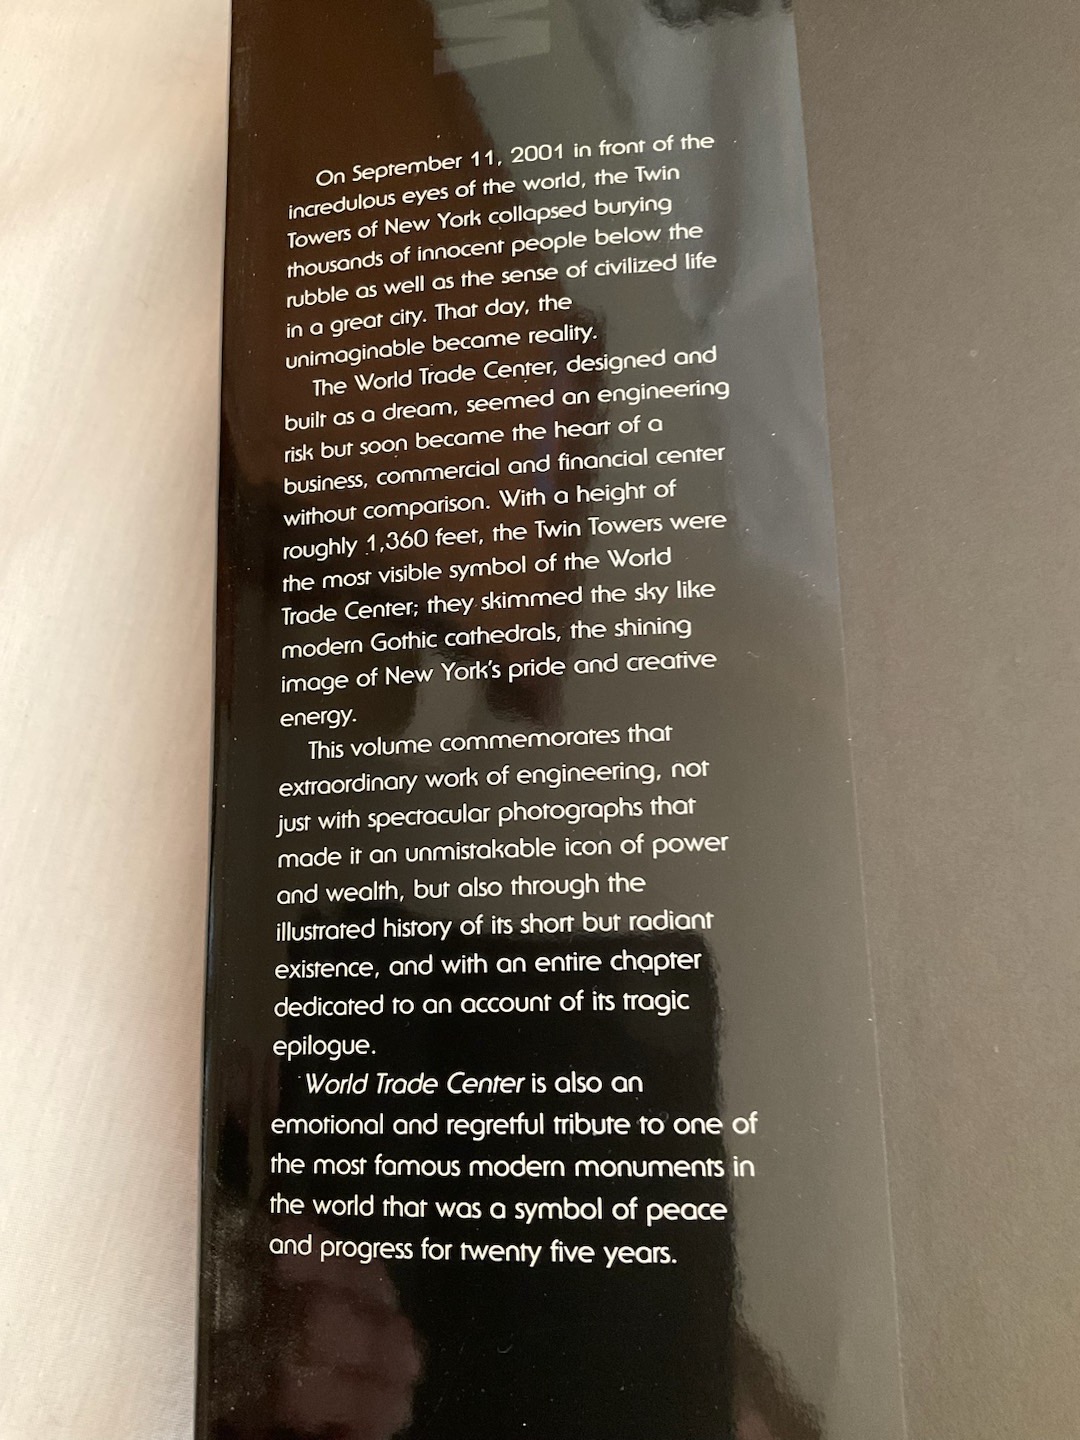 On September 11, 2001 in front of the
incredulous eyes of the world, the Twin
Towers of New York collapsed burying
thousands of innocent people below the
rubble as well as the sense of civilized life
in a great city. That day, the
unimaginable became reality.
The World Trade Center, designed and
built as a dream, seemed an engineering
risk but soon became the heart of a
business, commercial and financial center
without comparison. With a height of
roughly 1,360 feet, the Twin Towers were
the most visible symbol of the World
Trade Center; they skimmed the sky like
modern Gothic cathedrals, the shining
image of New York's pride and creative
energy.
This volume commemorates that
extraordinary work of engineering, not
just with spectacular photographs that
made it an unmistakable icon of power
and wealth, but also through the
illustrated history of its short but radiant
existence, and with an entire chapter
dedicated to an account of its tragic
epilogue.
World Trade Center is also an
emotional and regretful tribute to one of
the most famous modern monuments in
the world that was a symbol of peace
and progress for twenty five years.